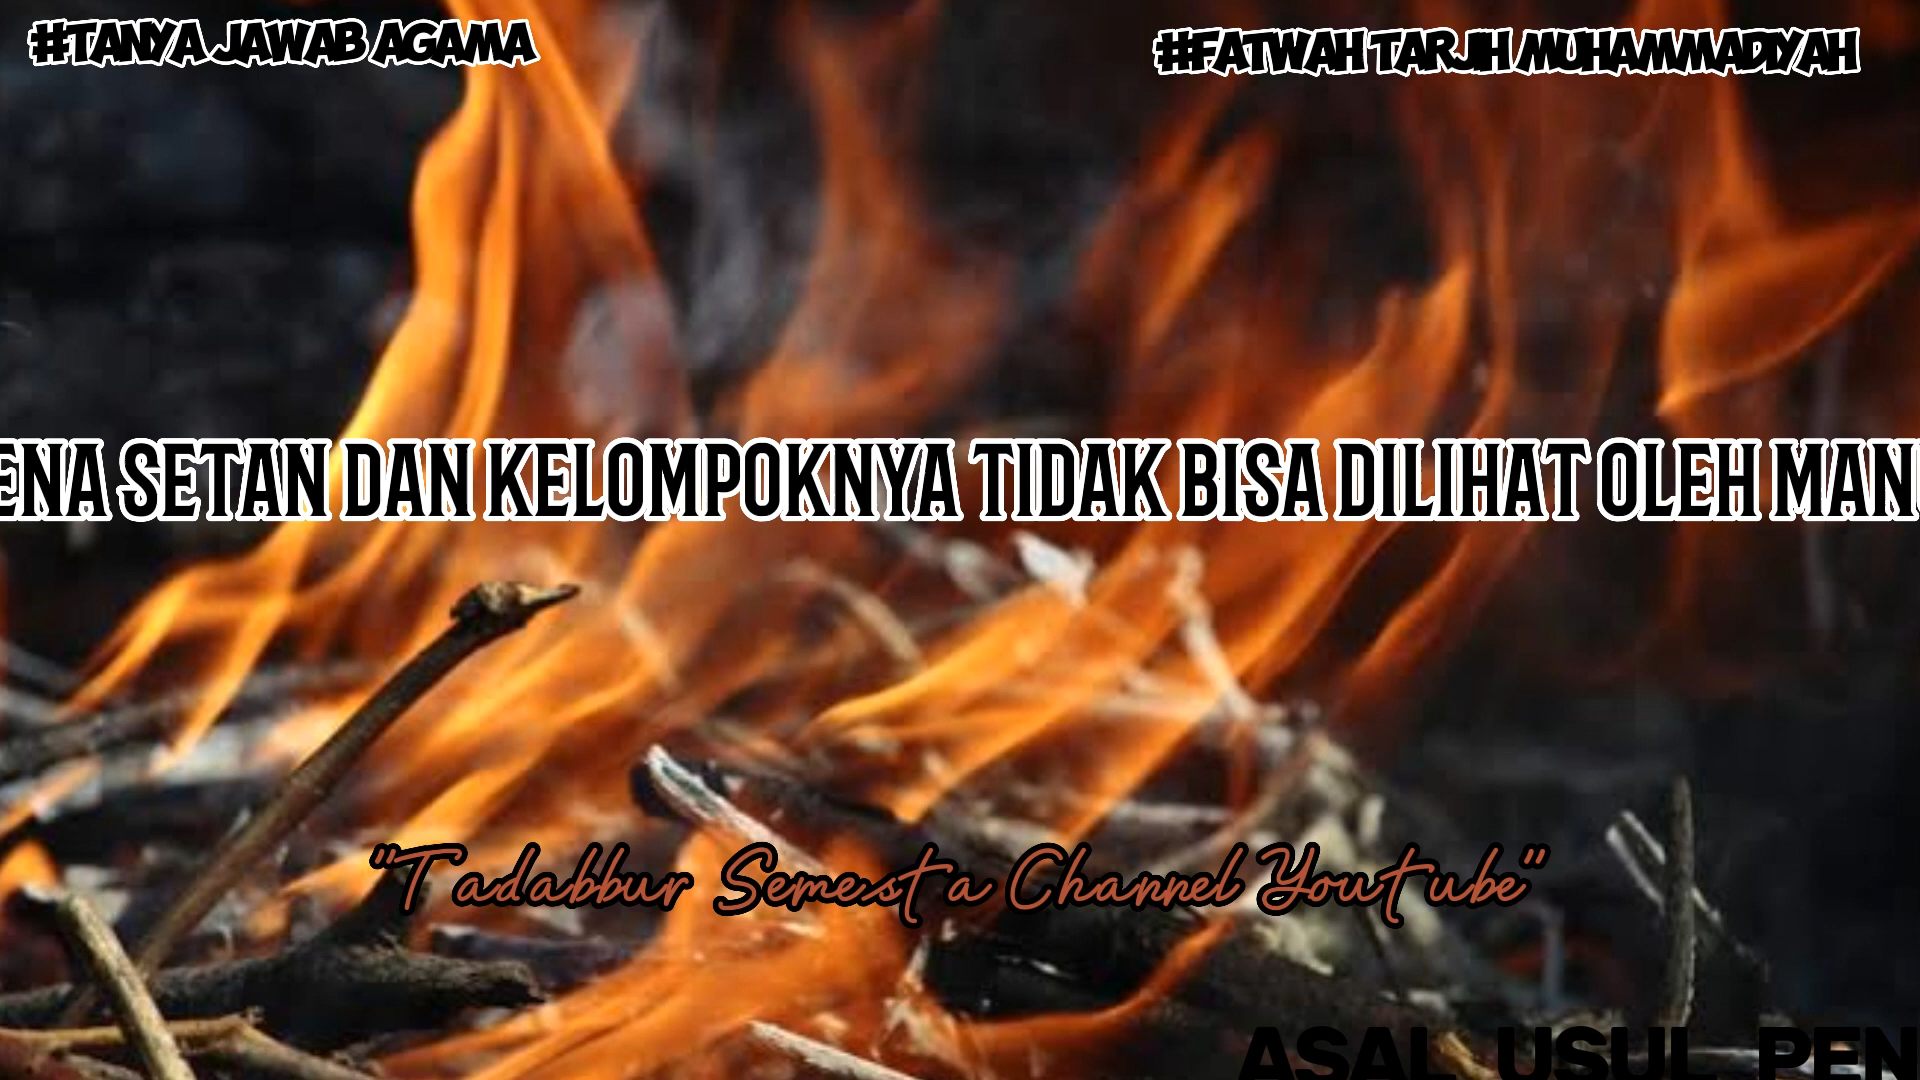 #TANYA JAWAB AGAMA
#FATWAH TARJIH MUHAMMADIYAH
ENA SETAN DAN KELOMPOKNYA TIDAK BISA DILIHAT OLEH MAN
"Tadabbur Semesta Channel Youtube"
ASAL USUL PEN